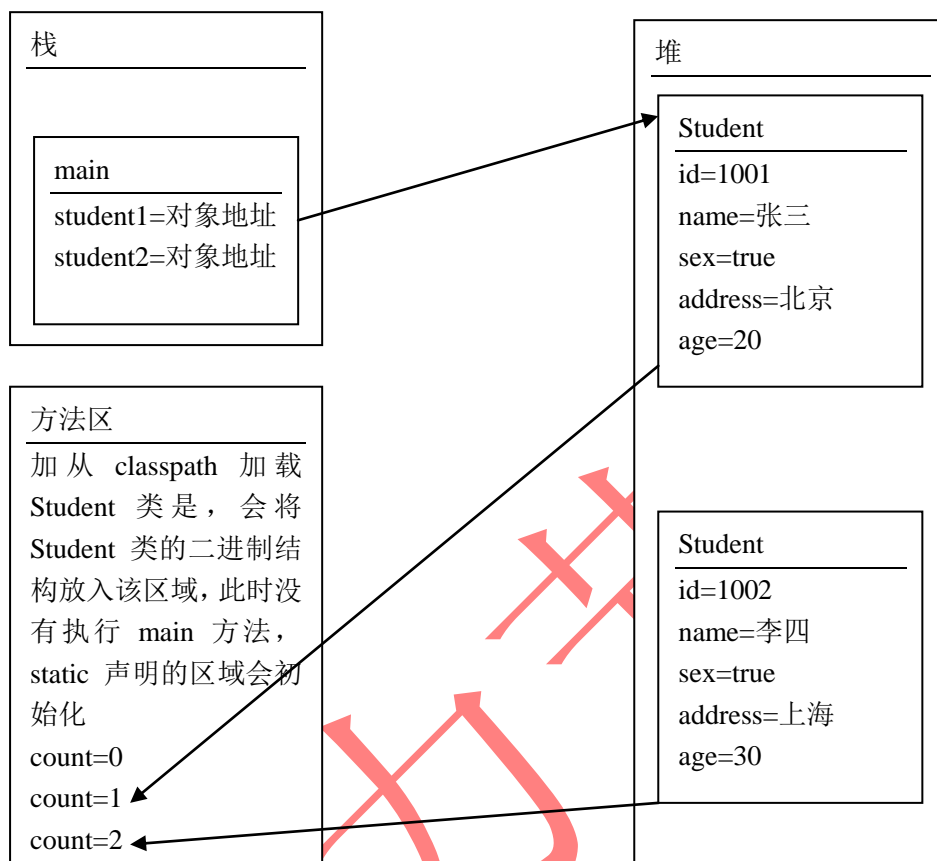 栈
main
student1=对象地址
student2=对象地址
方法区
加从 classpath 加载
Student 类是，会将
Student 类的二进制结
构放入该区域，此时没
有执行 main 方法，
static 声明的区域会初
始化
count=0
count=1
count=2
堆
Student
id=1001
name=张三
sex=true
address=北京
age=20
Student
id=1002
name=李四
sex=true
address=上海
age=30